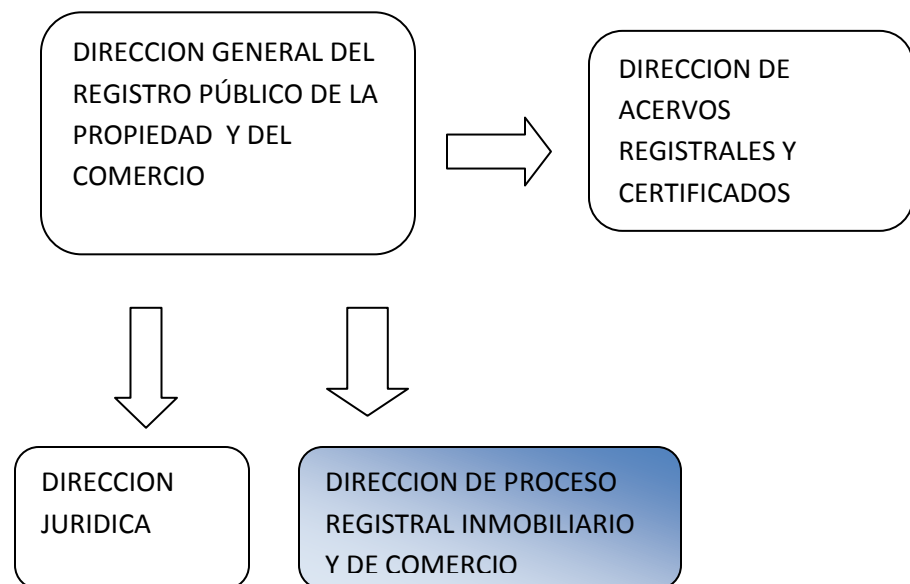 DIRECCION GENERAL DEL
REGISTRO PÚBLICO DE LA
PROPIEDAD Y DEL
COMERCIO
DIRECCION DE
ACERVOS
REGISTRALES Y
CERTIFICADOS
DIRECCION
JURIDICA
DIRECCION DE PROCESO
REGISTRAL INMOBILIARIO
Y DE COMERCIO